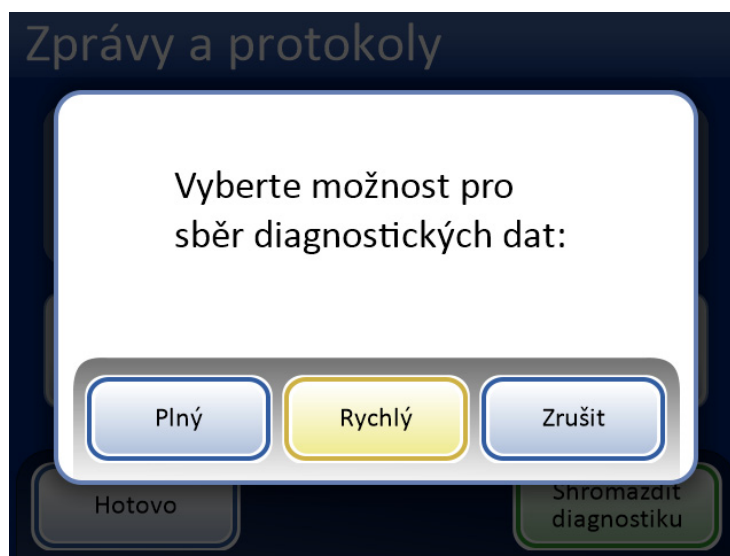 Zprávy a protokoly
Vyberte možnost pro
sběr diagnostických dat:
Plný
Rychlý
Zrušit
Hotovo
Shromáždit
diagnostiku